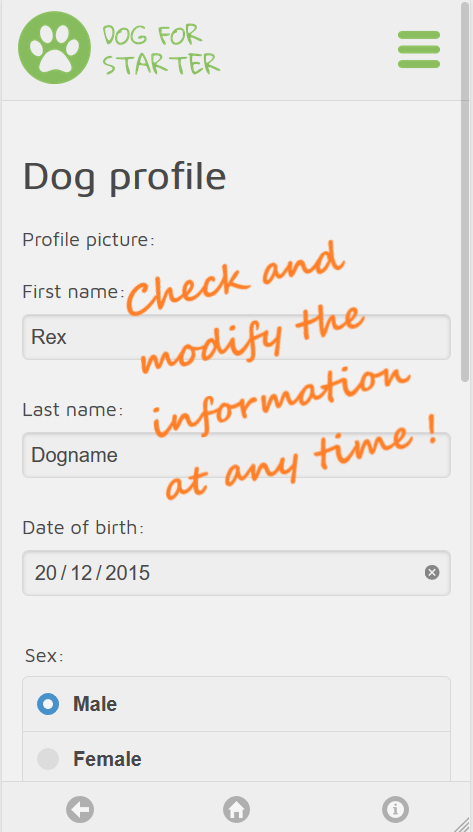 DOG FOR
STARTER
Dog profile
Profile picture:
First name:
Rex
Last name:
Dogname
Date of birth:
20 / 12 / 2015
Sex:
Male
Female
Check and
modify the
information
at any time !